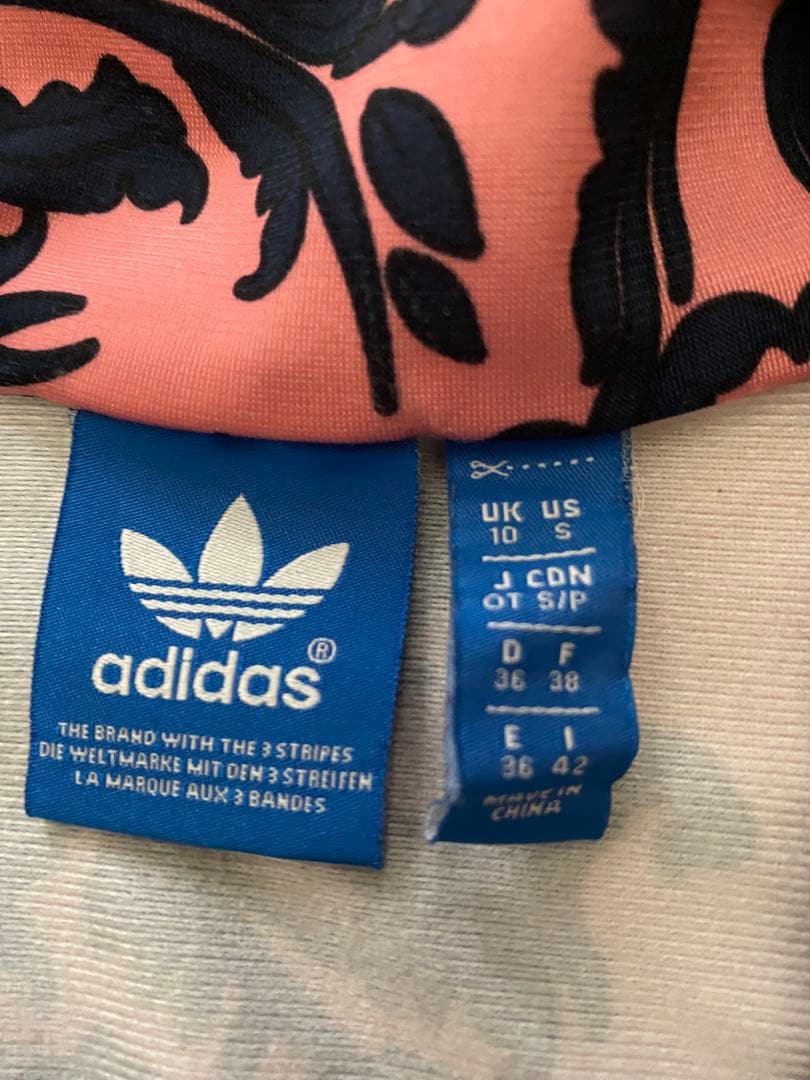 adidas®
THE BRAND WITH THE 3 STRIPES
DIE WELTMARKE MIT DEN 3 STREIFEN
LA MARQUE AUX 3 BANDES
UK US
10 S
J CDN
OT S/P
D F
36 38
E I
36 42
IN
CHINA